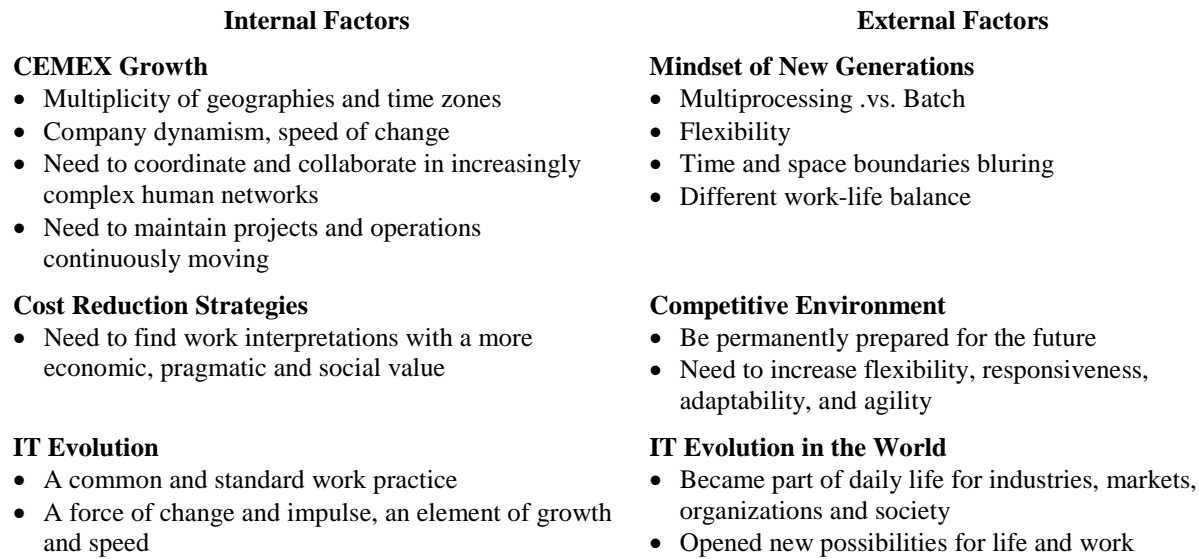 Internal Factors
CEMEX Growth
• Multiplicity of geographies and time zones
• Company dynamism, speed of change
• Need to coordinate and collaborate in increasingly
complex human networks
• Need to maintain projects and operations
continuously moving
Cost Reduction Strategies
• Need to find work interpretations with a more
economic, pragmatic and social value
IT Evolution
• A common and standard work practice
• A force of change and impulse, an element of growth
and speed
External Factors
Mindset of New Generations
• Multiprocessing .vs. Batch
• Flexibility
• Time and space boundaries bluring
• Different work-life balance
Competitive Environment
• Be permanently prepared for the future
• Need to increase flexibility, responsiveness,
adaptability, and agility
IT Evolution in the World
• Became part of daily life for industries, markets,
organizations and society
• Opened new possibilities for life and work